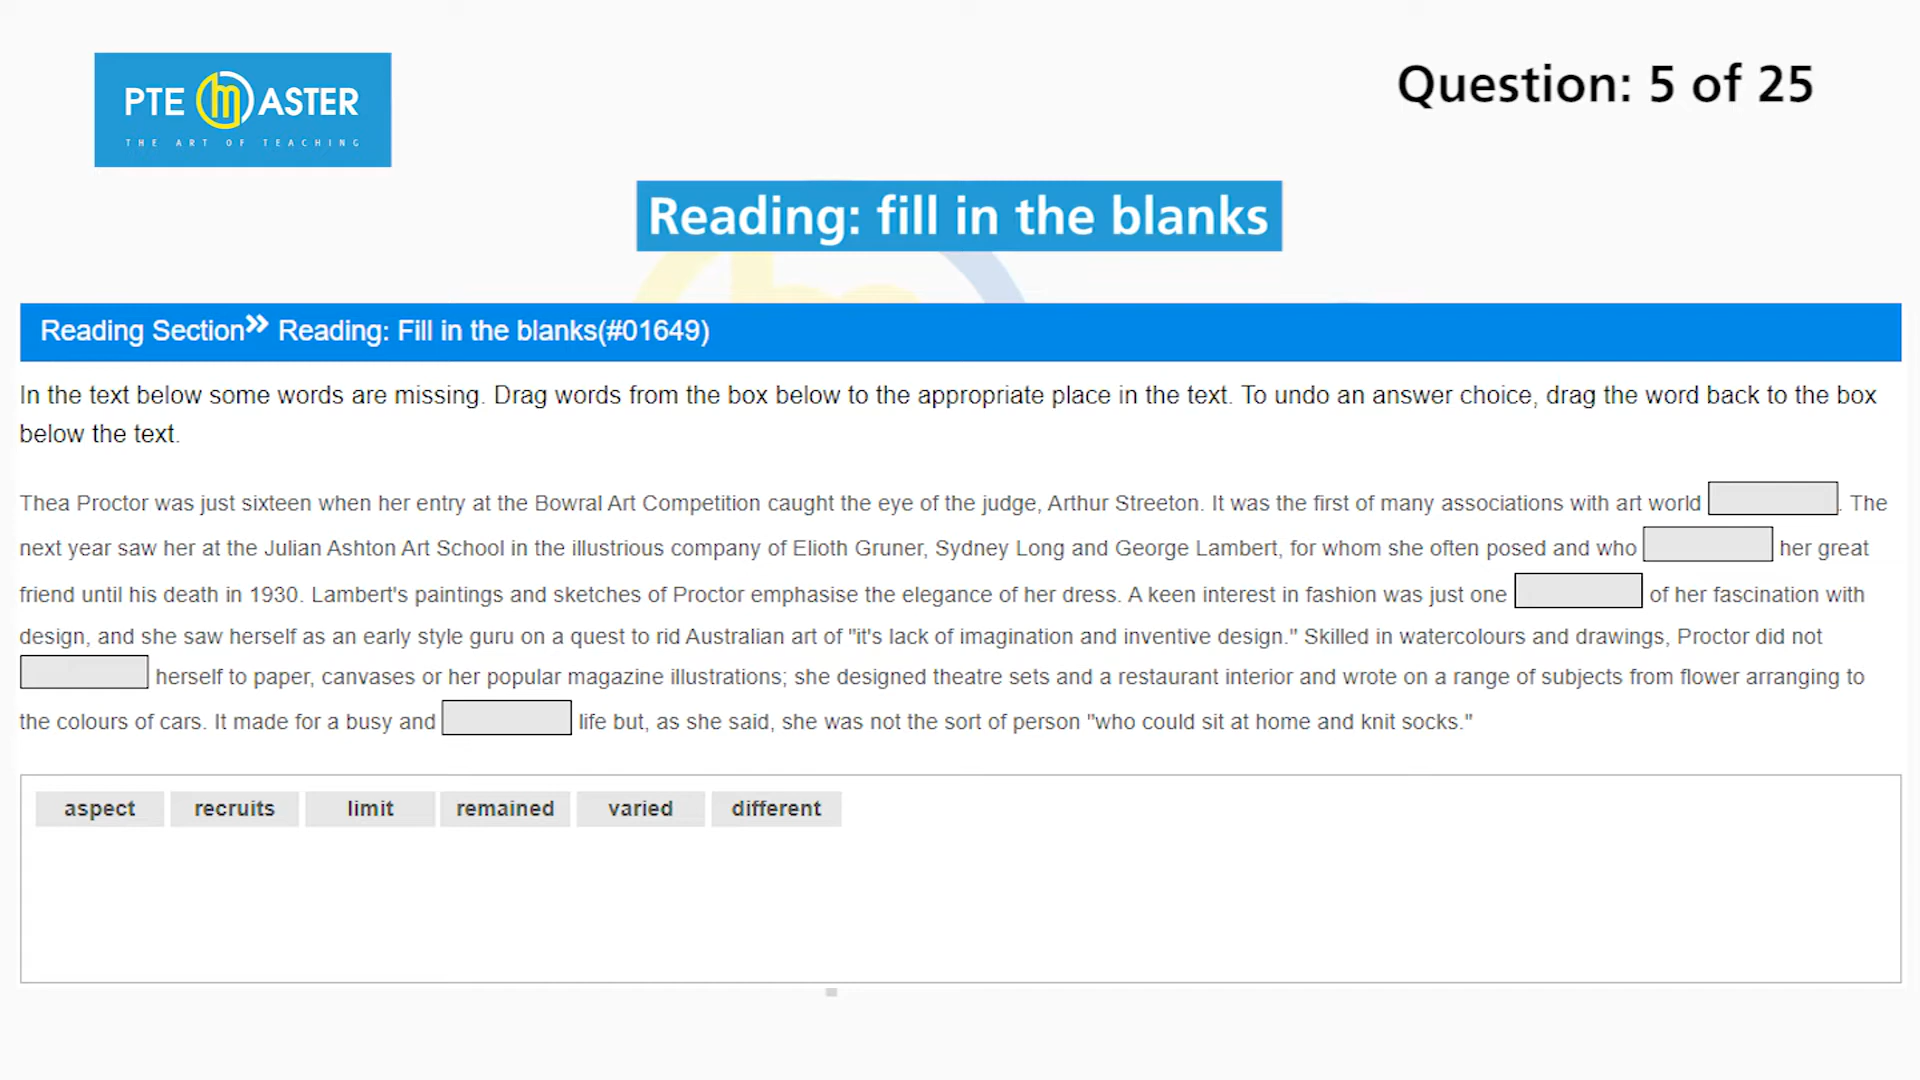 PTE MASTER
THE ART OF TEACHING
Question: 5 of 25
Reading: fill in the blanks
Reading Section» Reading: Fill in the blanks(#01649)
In the text below some words are missing. Drag words from the box below to the appropriate place in the text. To undo an answer choice, drag the word back to the box
below the text.
Thea Proctor was just sixteen when her entry at the Bowral Art Competition caught the eye of the judge, Arthur Streeton. It was the first of many associations with art world . The
next year saw her at the Julian Ashton Art School in the illustrious company of Elioth Gruner, Sydney Long and George Lambert, for whom she often posed and who her great
friend until his death in 1930. Lambert's paintings and sketches of Proctor emphasise the elegance of her dress. A keen interest in fashion was just one of her fascination with
design, and she saw herself as an early style guru on a quest to rid Australian art of "it's lack of imagination and inventive design." Skilled in watercolours and drawings, Proctor did not
herself to paper, canvases or her popular magazine illustrations; she designed theatre sets and a restaurant interior and wrote on a range of subjects from flower arranging to
the colours of cars. It made for a busy and life but, as she said, she was not the sort of person "who could sit at home and knit socks."
aspect recruits limit remained varied different